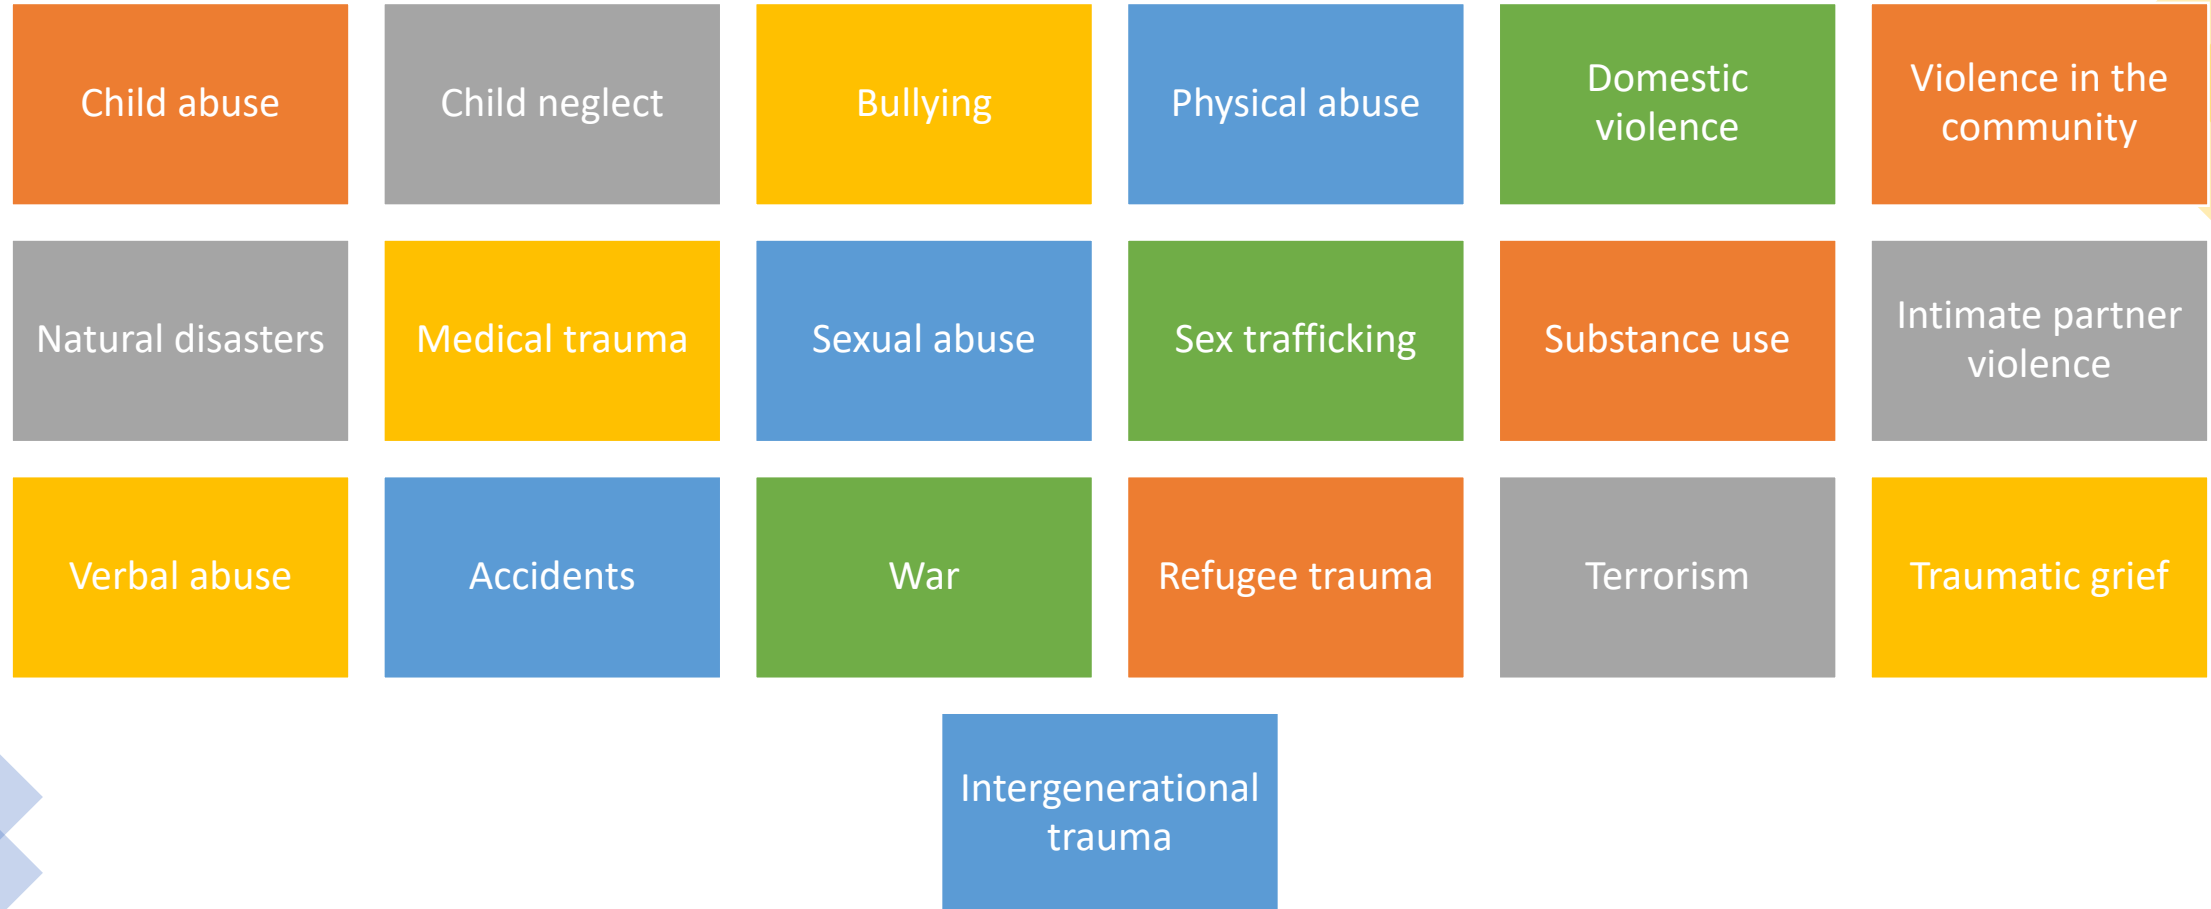 Child abuse
Child neglect
Bullying
Physical abuse
Domestic
violence
Violence in the
community
Natural disasters
Medical trauma
Sexual abuse
Sex trafficking
Substance use
Intimate partner
violence
Verbal abuse
Accidents
War
Refugee trauma
Terrorism
Traumatic grief
Intergenerational
trauma